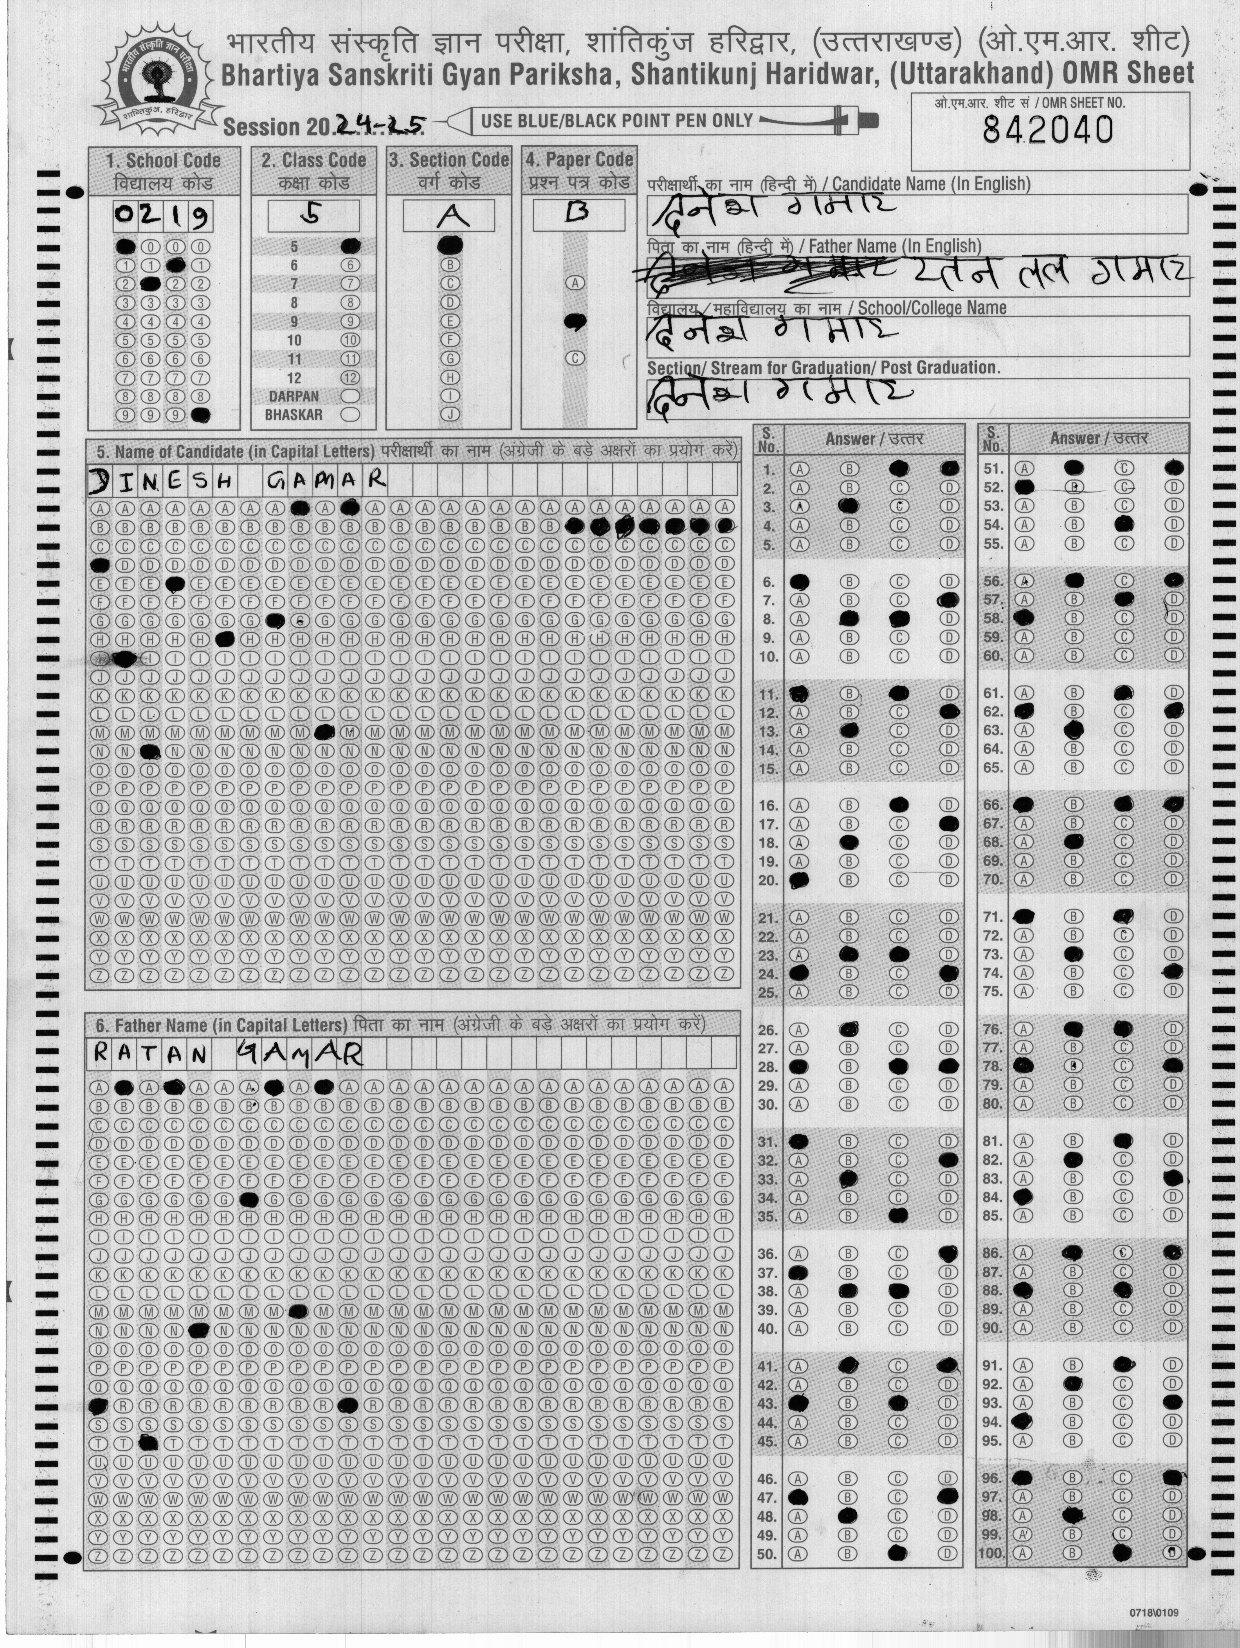 भारतीय संस्कृति ज्ञान परीक्षा, शांतिकुंज हरिद्वार, (उत्तराखण्ड) (ओ.एम.आर. शीट)
Bhartiya Sanskriti Gyan Pariksha, Shantikunj Haridwar, (Uttarakhand) OMR Sheet
Session 2024-25
USE BLUE/BLACK POINT PEN ONLY
ओ.एम.आर. शीट सं / OMR SHEET NO.
842040
1. School Code
विद्यालय कोड
0219
2. Class Code
कक्षा कोड
5
5
6
7
8
9
10
11
12
DARPAN
BHASKAR
3. Section Code
वर्ग कोड
A
4. Paper Code
प्रश्न पत्र कोड
B
परीक्षार्थी का नाम (हिन्दी में) / Candidate Name (In English)
दिनेश गमार
पिता का नाम (हिन्दी में) / Father Name (In English)
रतन लल गमार
विद्यालय/महाविद्यालय का नाम / School/College Name
दिनेश गमार
Section/ Stream for Graduation/ Post Graduation.
दिनेश गमार
5. Name of Candidate (in Capital Letters) परीक्षार्थी का नाम (अंग्रेजी के बड़े अक्षरों का प्रयोग करें)
DINESH GAMAR
6. Father Name (in Capital Letters) पिता का नाम (अंग्रेजी के बड़े अक्षरों का प्रयोग करें)
RATAN GAMAR
S. No. Answer / उत्तर
S. No. Answer / उत्तर
0718\0109